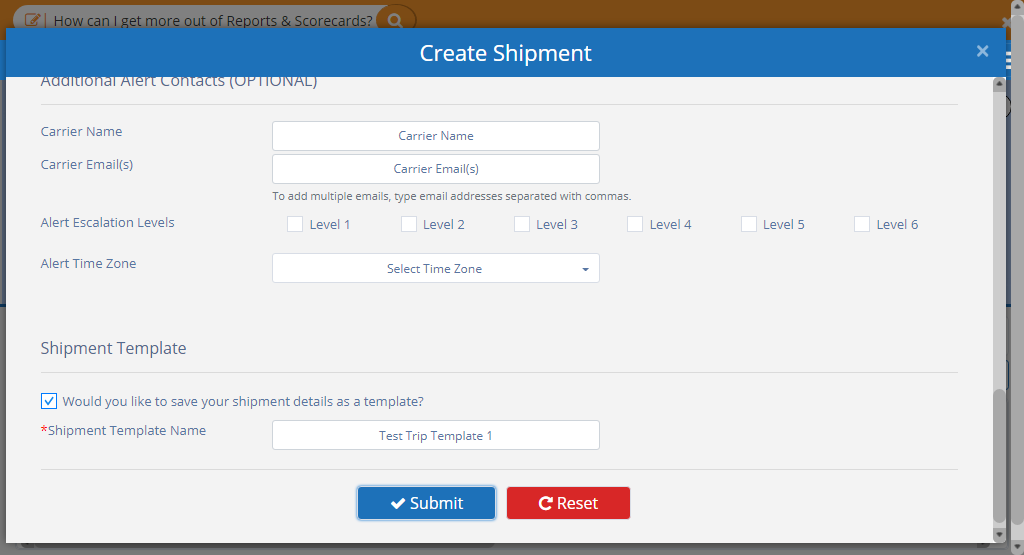 How can I get more out of Reports & Scorecards?
Create Shipment
×
Additional Alert Contacts (OPTIONAL)
Carrier Name
Carrier Name
Carrier Email(s)
Carrier Email(s)
To add multiple emails, type email addresses separated with commas.
Alert Escalation Levels Level 1 Level 2 Level 3 Level 4 Level 5 Level 6
Alert Time Zone
Select Time Zone
Shipment Template
Would you like to save your shipment details as a template?
*Shipment Template Name
Test Trip Template 1
Submit Reset